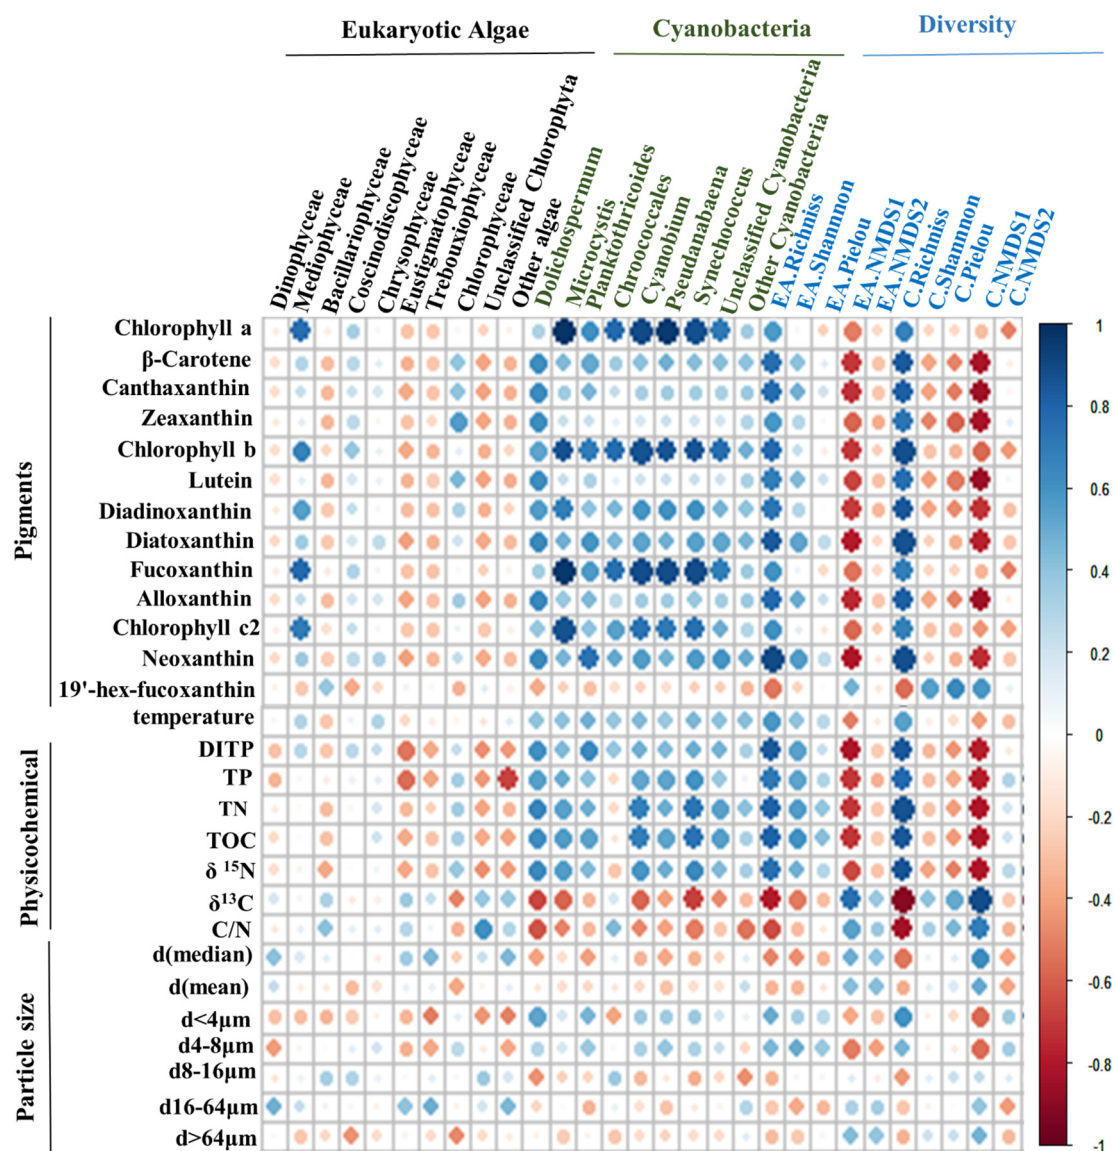 Eukaryotic Algae
Cyanobacteria
Diversity
Dinophyceae
Mediophyceae
Bacillariophyceae
Coscinodiscophyceae
Chrysophyceae
Eustigmatophyceae
Trebouxiophyceae
Chlorophyceae
Unclassified Chlorophyta
Other algae
Dolichospermum
Microcystis
Planktothricoides
Chroococcales
Cyanobium
Pseudanabaena
Synechococcus
Unclassified Cyanobacteria
Other Cyanobacteria
EA.Richniss
EA.Shannon
EA.Pielou
EA.NMDS1
EA.NMDS2
C.Richniss
C.Shannon
C.Pielou
C.NMDS1
C.NMDS2
Pigments
Chlorophyll a
β-Carotene
Canthaxanthin
Zeaxanthin
Chlorophyll b
Lutein
Diadinoxanthin
Diatoxanthin
Fucoxanthin
Alloxanthin
Chlorophyll c2
Neoxanthin
19'-hex-fucoxanthin
Physicochemical
temperature
DITP
TP
TN
TOC
δ ¹⁵N
δ¹³C
C/N
Particle size
d(median)
d(mean)
d<4μm
d4-8μm
d8-16μm
d16-64μm
d>64μm
1
0.8
0.6
0.4
0.2
0
-0.2
-0.4
-0.6
-0.8
-1